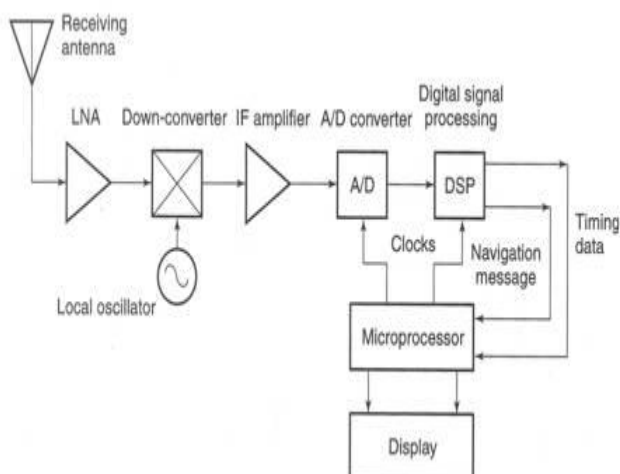 Receiving
antenna
LNA
Down-converter
IF amplifier
A/D converter
Digital signal
processing
A/D
DSP
Clocks
Navigation
message
Timing
data
Local oscillator
Microprocessor
Display